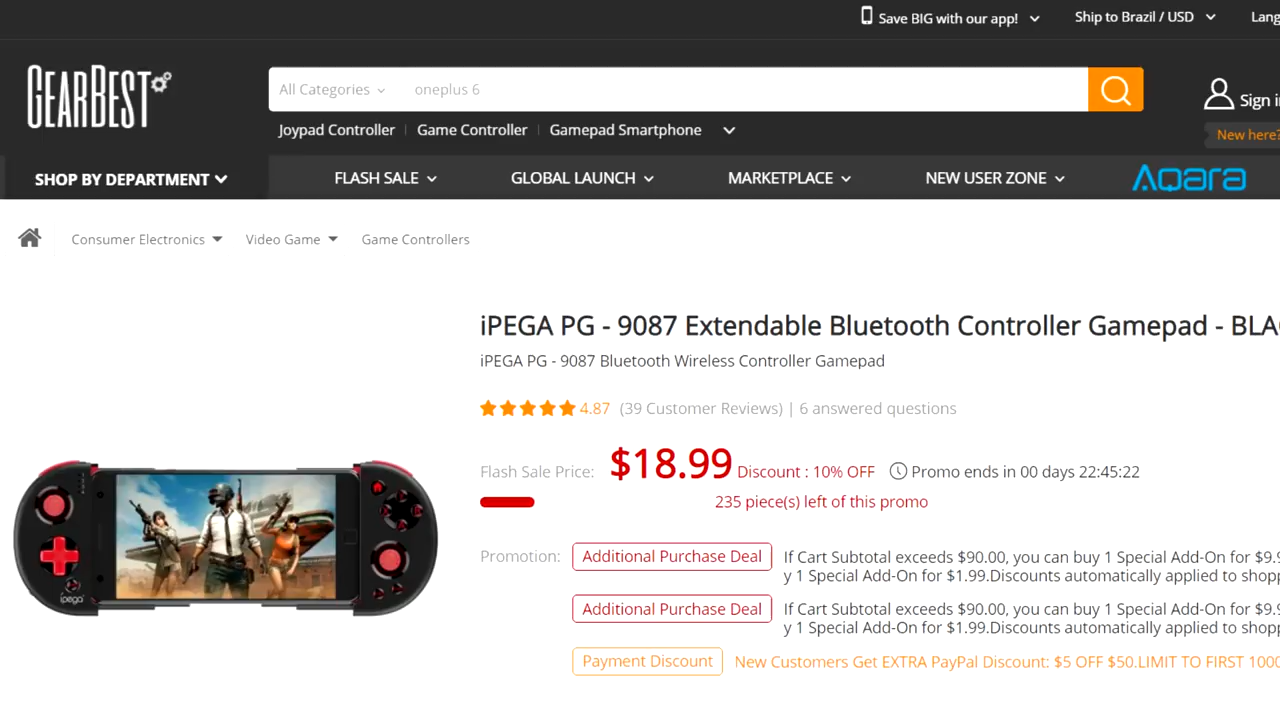 Save BIG with our app!
Ship to Brazil / USD
GEARBEST
All Categories
oneplus 6
Sign
New here?
Joypad Controller
Game Controller
Gamepad Smartphone
SHOP BY DEPARTMENT
FLASH SALE
GLOBAL LAUNCH
MARKETPLACE
NEW USER ZONE
Aqara
Consumer Electronics
Video Game
Game Controllers
iPEGA PG - 9087 Extendable Bluetooth Controller Gamepad -
iPEGA PG - 9087 Bluetooth Wireless Controller Gamepad
4.87 (39 Customer Reviews) | 6 answered questions
Flash Sale Price: $18.99 Discount : 10% OFF Promo ends in 00 days 22:45:22
235 piece(s) left of this promo
Promotion: Additional Purchase Deal If Cart Subtotal exceeds $90.00, you can buy 1 Special Add-On for
y 1 Special Add-On for $1.99.Discounts automatically applied to
Additional Purchase Deal If Cart Subtotal exceeds $90.00, you can buy 1 Special Add-On for
y 1 Special Add-On for $1.99.Discounts automatically applied to
Payment Discount New Customers Get EXTRA PayPal Discount: $5 OFF $50.LIMIT TO FIRST
ipega